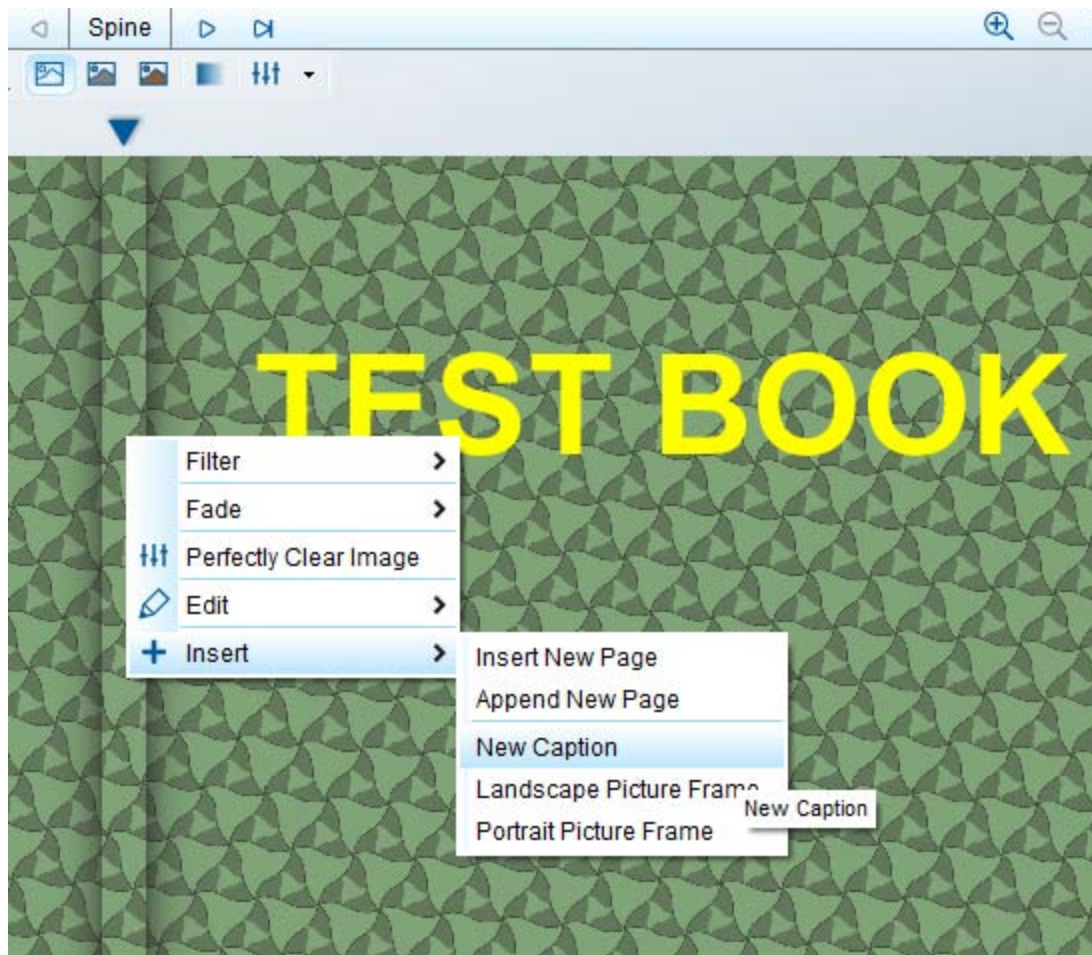 Spine
TEST BOOK
Filter
Fade
Perfectly Clear Image
Edit
Insert
Insert New Page
Append New Page
New Caption
Landscape Picture Frame
New Caption
Portrait Picture Frame